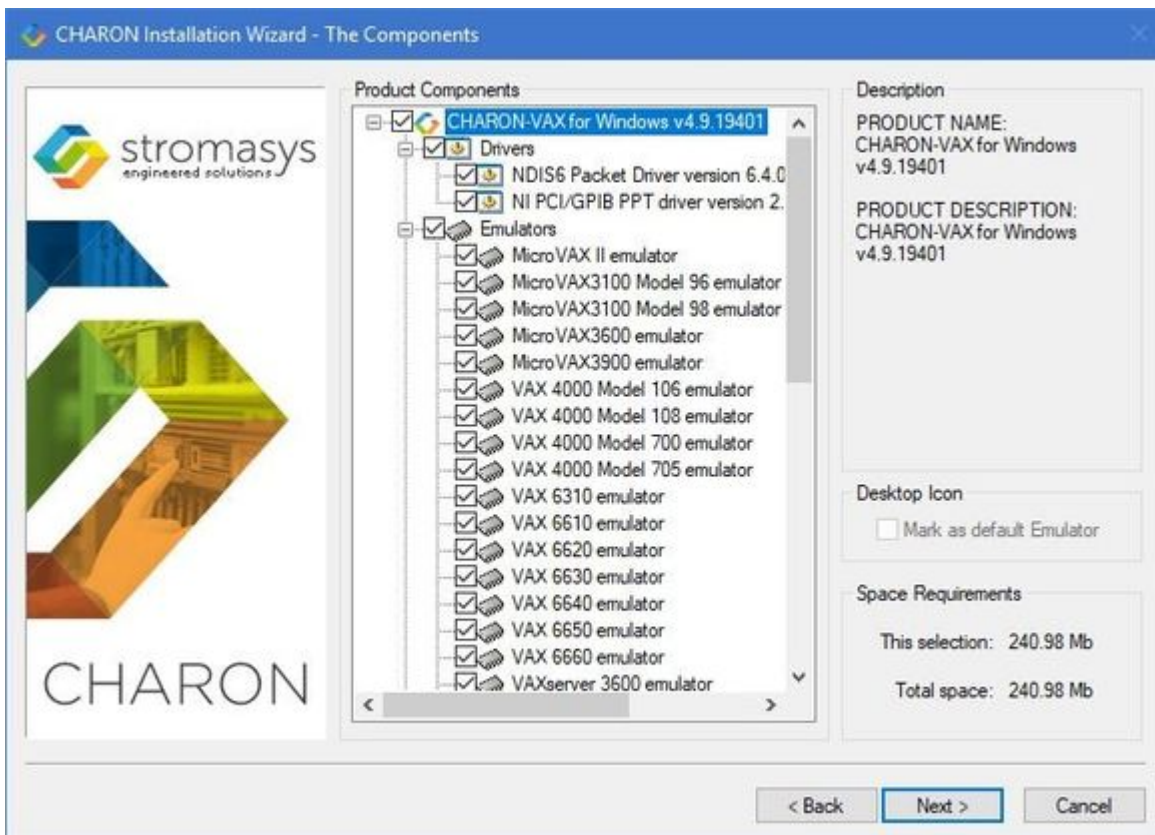 CHARON Installation Wizard - The Components
stromasys
engineered solutions
CHARON
Product Components
CHARON-VAX for Windows v4.9.19401
Drivers
NDIS6 Packet Driver version 6.4.0
NI PCI/GPIB PPT driver version 2.
Emulators
MicroVAX II emulator
MicroVAX3100 Model 96 emulator
MicroVAX3100 Model 98 emulator
MicroVAX3600 emulator
MicroVAX3900 emulator
VAX 4000 Model 106 emulator
VAX 4000 Model 108 emulator
VAX 4000 Model 700 emulator
VAX 4000 Model 705 emulator
VAX 6310 emulator
VAX 6610 emulator
VAX 6620 emulator
VAX 6630 emulator
VAX 6640 emulator
VAX 6650 emulator
VAX 6660 emulator
VAXserver 3600 emulator
Description
PRODUCT NAME:
CHARON-VAX for Windows
v4.9.19401
PRODUCT DESCRIPTION:
CHARON-VAX for Windows
v4.9.19401
Desktop Icon
Mark as default Emulator
Space Requirements
This selection: 240.98 Mb
Total space: 240.98 Mb
< Back
Next >
Cancel